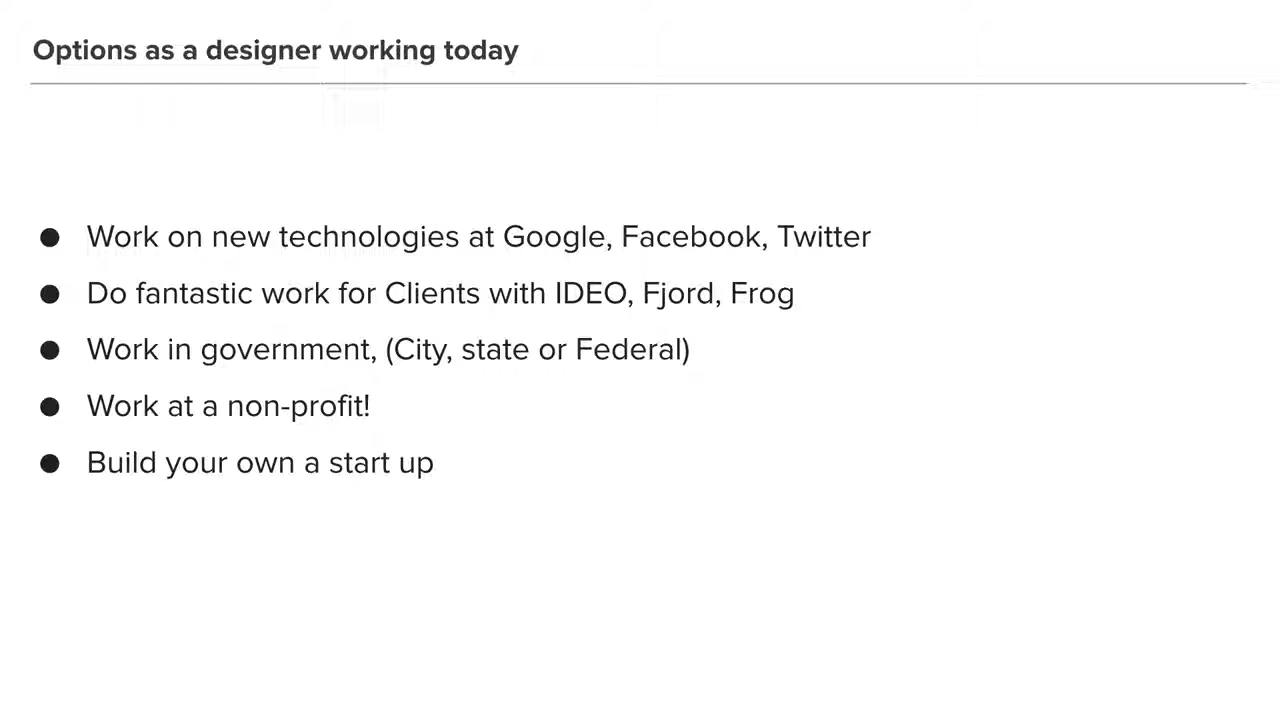 Options as a designer working today
● Work on new technologies at Google, Facebook, Twitter
● Do fantastic work for Clients with IDEO, Fjord, Frog
● Work in government, (City, state or Federal)
● Work at a non-profit!
● Build your own a start up